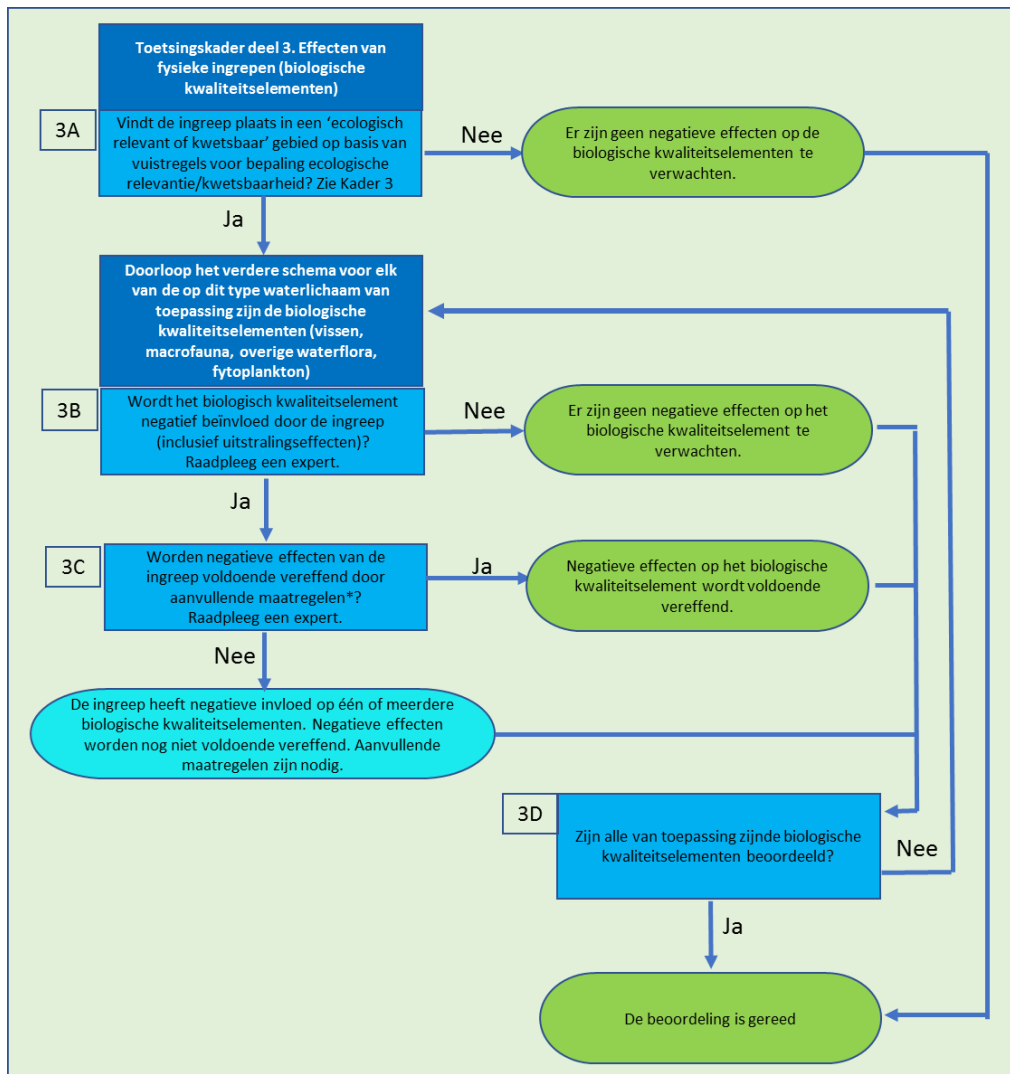 Toetsingskader deel 3. Effecten van
fysieke ingrepen (biologische
kwaliteitselementen)
3A
Vindt de ingreep plaats in een ‘ecologisch
relevant of kwetsbaar’ gebied op basis van
vuistregels voor bepaling ecologische
relevantie/kwetsbaarheid? Zie Kader 3
Nee
Er zijn geen negatieve effecten op de
biologische kwaliteitselementen te
verwachten.
Ja
Doorloop het verdere schema voor elk
van de op dit type waterlichaam van
toepassing zijn de biologische
kwaliteitselementen (vissen,
macrofauna, overige waterflora,
fytoplankton)
3B
Wordt het biologisch kwaliteitselement
negatief beïnvloed door de ingreep
(inclusief uitstralingseffecten)?
Raadpleeg een expert.
Nee
Er zijn geen negatieve effecten op het
biologische kwaliteitselement te
verwachten.
Ja
3C
Worden negatieve effecten van de
ingreep voldoende vereffend door
aanvullende maatregelen*?
Raadpleeg een expert.
Ja
Negatieve effecten op het biologische
kwaliteitselement wordt voldoende
vereffend.
Nee
De ingreep heeft negatieve invloed op één of meerdere
biologische kwaliteitselementen. Negatieve effecten
worden nog niet voldoende vereffend. Aanvullende
maatregelen zijn nodig.
3D
Zijn alle van toepassing zijnde biologische
kwaliteitselementen beoordeeld?
Nee
Ja
De beoordeling is gereed